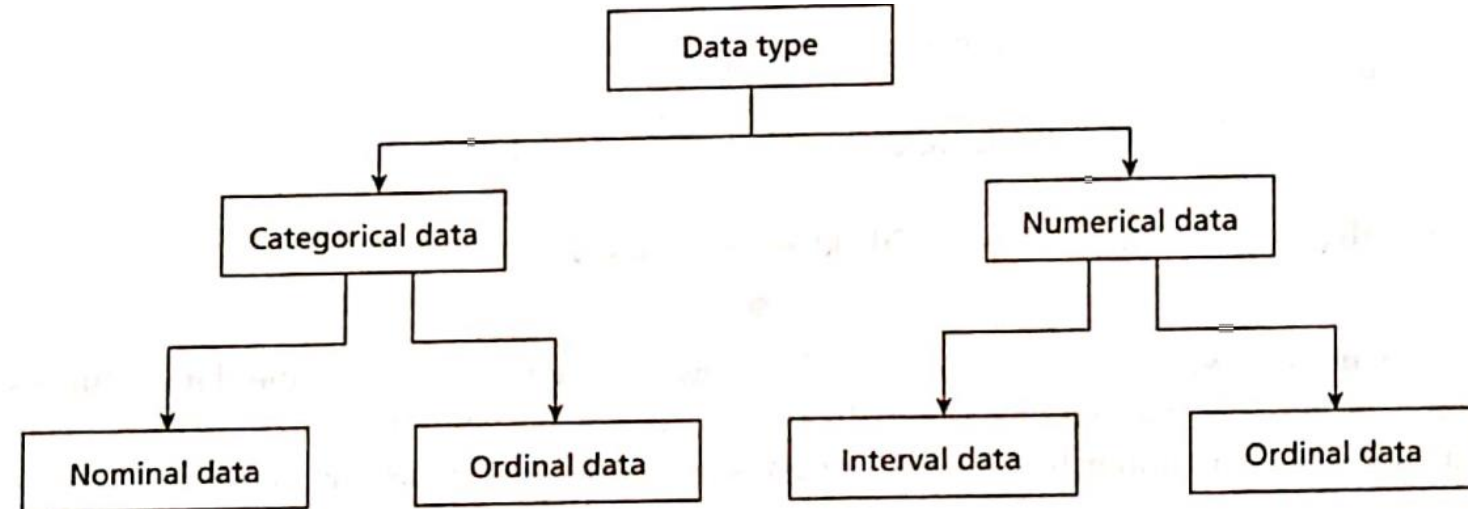 Data type
Categorical data
Numerical data
Nominal data
Ordinal data
Interval data
Ordinal data